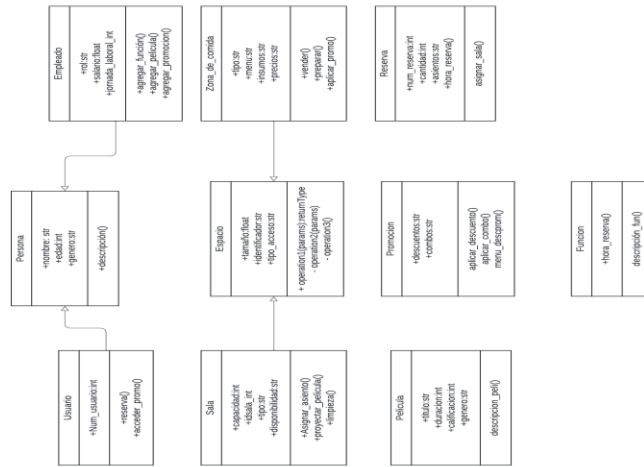 Persona
+nombre: str
+edad:int
+genero:str
+descripción()
Usuario
+Num_usuario:int
+reserva()
+acceder_promo()
Empleado
+rol:str
+salario:float
+jornada_laboral_int
+agregar_función()
+agregar_pelicula()
+agregar_promocion()
Espacio
+tamaño:float
+identificador:str
+tipo_acceso:str
+ operation1(params):returnType
- operation2(params)
- operation3()
Sala
+capacidad:int
+idsala_int
+tipo:str
+disponibilidad:str
+Asignar_asiento()
+proyectar_pelicula()
+limpieza()
Zona_de_comida
+tipo:str
+menu:str
+insumos:str
+precios:str
+vender()
+preparar()
+aplicar_promo()
Pelicula
+titulo:str
+duracion:int
+calificacion:int
+genero:str
descripcion_peli()
Promocion
+descuentos:str
+combos:str
aplicar_descuento()
aplicar_combo()
menu_descprom()
Reserva
+num_reserva:int
+cantidad:int
+asientos:str
+hora_reserva()
asignar_sala()
Funcion
+hora_reserva()
descripción_fun()